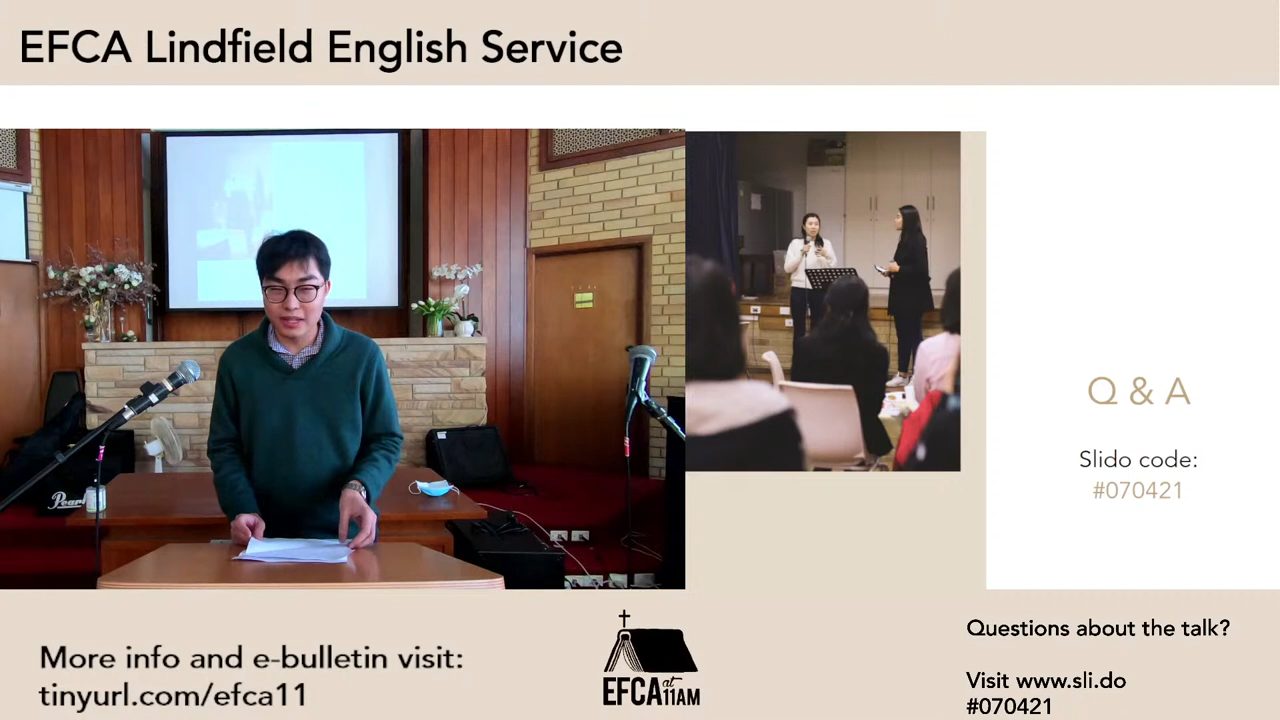 EFCA Lindfield English Service
Pearl
Q & A
Slido code:
#070421
More info and e-bulletin visit:
tinyurl.com/efca11
EFCA at 11AM
Questions about the talk?
Visit www.sli.do
#070421